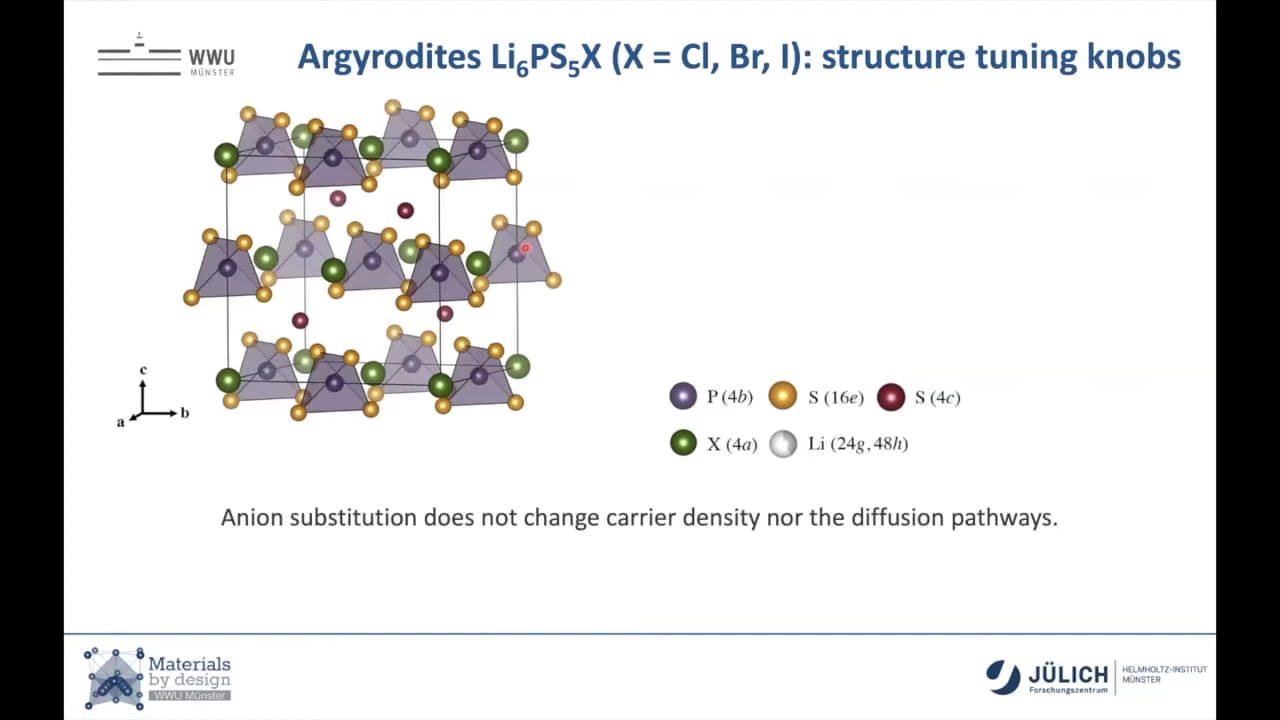 WWU
MÜNSTER
Argyrodites Li₆PS₅X (X = Cl, Br, I): structure tuning knobs
c
b
a
P (4b) S (16e) S (4c)
X (4a) Li (24g, 48h)
Anion substitution does not change carrier density nor the diffusion pathways.
Materials
by design
WWU Münster
JÜLICH
Forschungszentrum
HELMHOLTZ-INSTITUT
MÜNSTER